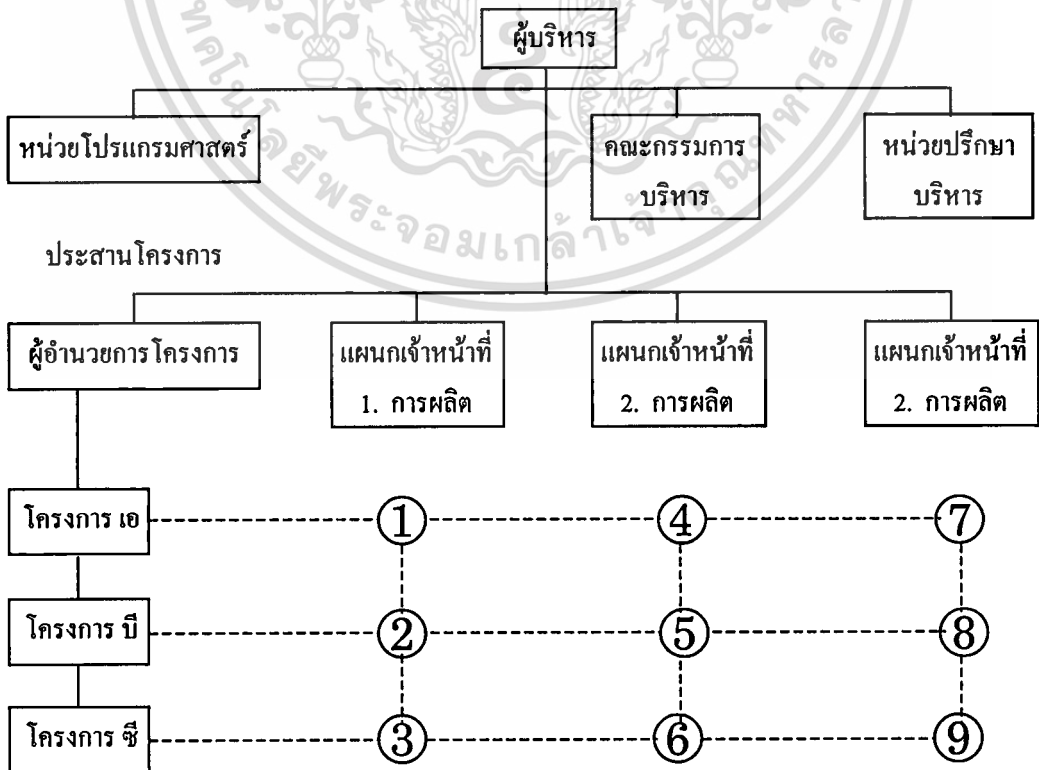 ผู้บริหาร
หน่วยโปรแกรมศาสตร์
คณะกรรมการ
บริหาร
หน่วยปรึกษา
บริหาร
ประสานโครงการ
ผู้อำนวยการโครงการ
แผนกเจ้าหน้าที่
1. การผลิต
แผนกเจ้าหน้าที่
2. การผลิต
แผนกเจ้าหน้าที่
2. การผลิต
โครงการ เอ
1
4
7
โครงการ บี
2
5
8
โครงการ ซี
3
6
9